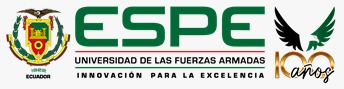 ESPE
UNIVERSIDAD DE LAS FUERZAS ARMADAS
INNOVACIÓN PARA LA EXCELENCIA
ECUADOR
100
años